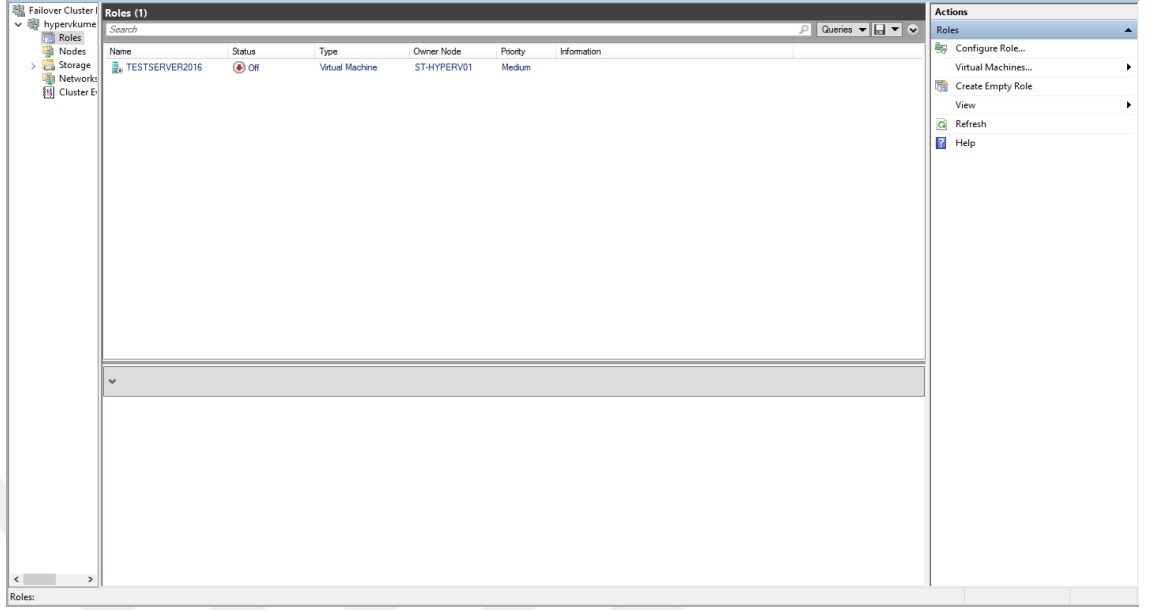 Failover Cluster
hypervkume
Roles
Nodes
Storage
Networks
Cluster Ev
Roles (1)
Search
Queries
Name Status Type Owner Node Priority Information
TESTSERVER2016 Off Virtual Machine ST-HYPERV01 Medium
Actions
Roles
Configure Role...
Virtual Machines...
Create Empty Role
View
Refresh
Help
Roles: